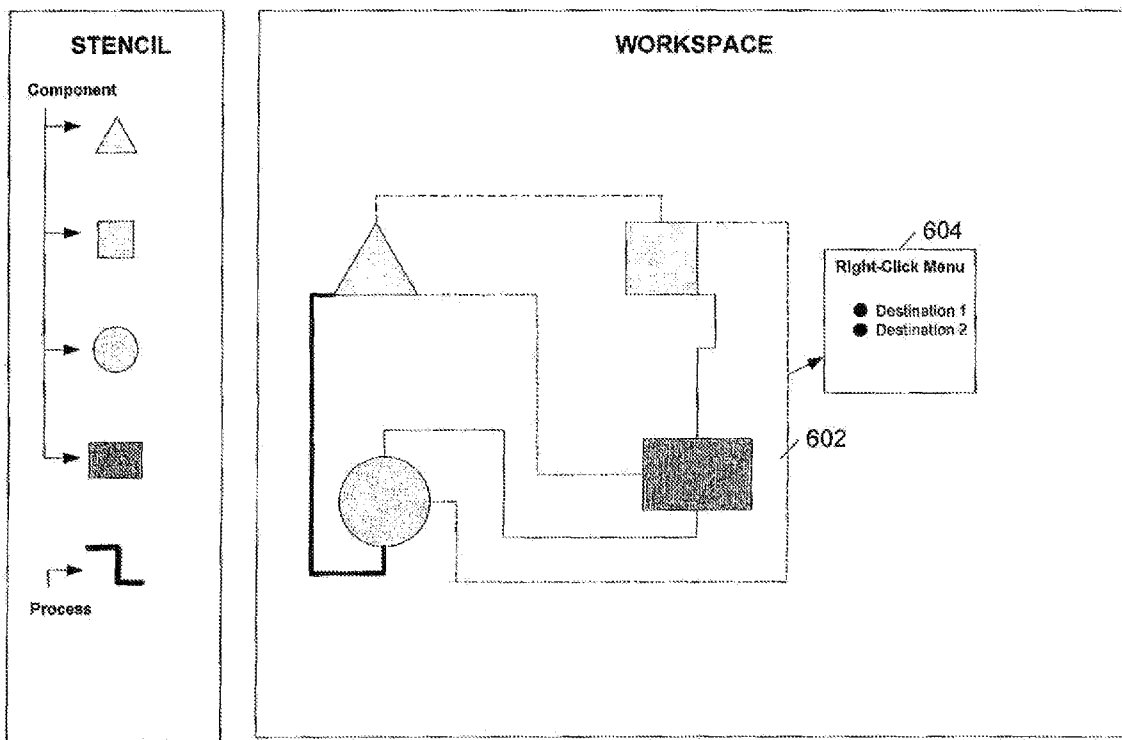 STENCIL
Component
Process
WORKSPACE
604
Right-Click Menu
Destination 1
Destination 2
602